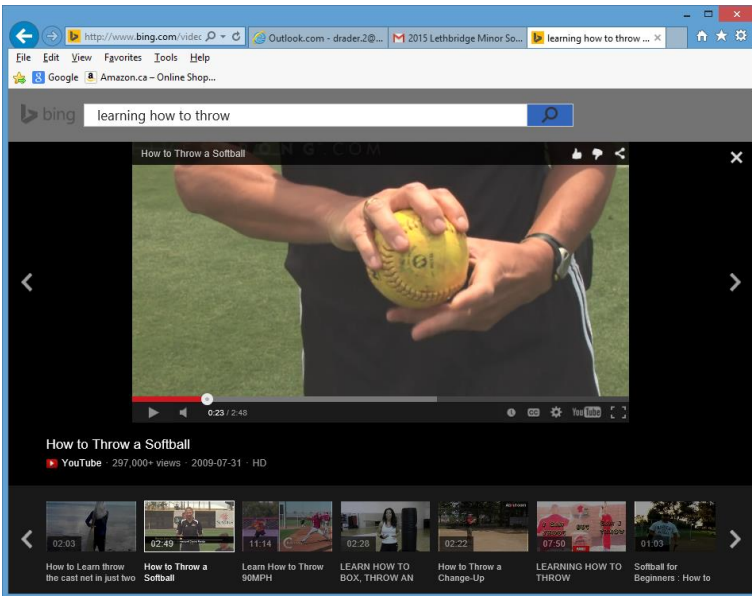 http://www.bing.com/videc
Outlook.com - drader.2@...
2015 Lethbridge Minor So...
learning how to throw ...
File Edit View Favorites Tools Help
Google
Amazon.ca – Online Shop...
bing
learning how to throw
How to Throw a Softball
0:23 / 2:48
CC
YouTube
How to Throw a Softball
YouTube · 297,000+ views · 2009-07-31 · HD
02:03
02:49
11:14
02:28
02:22
07:50
01:03
How to Learn throw
the cast net in just two
How to Throw a
Softball
Learn How to Throw
90MPH
LEARN HOW TO
BOX, THROW AN
How to Throw a
Change-Up
LEARNING HOW TO
THROW
Softball for
Beginners : How to